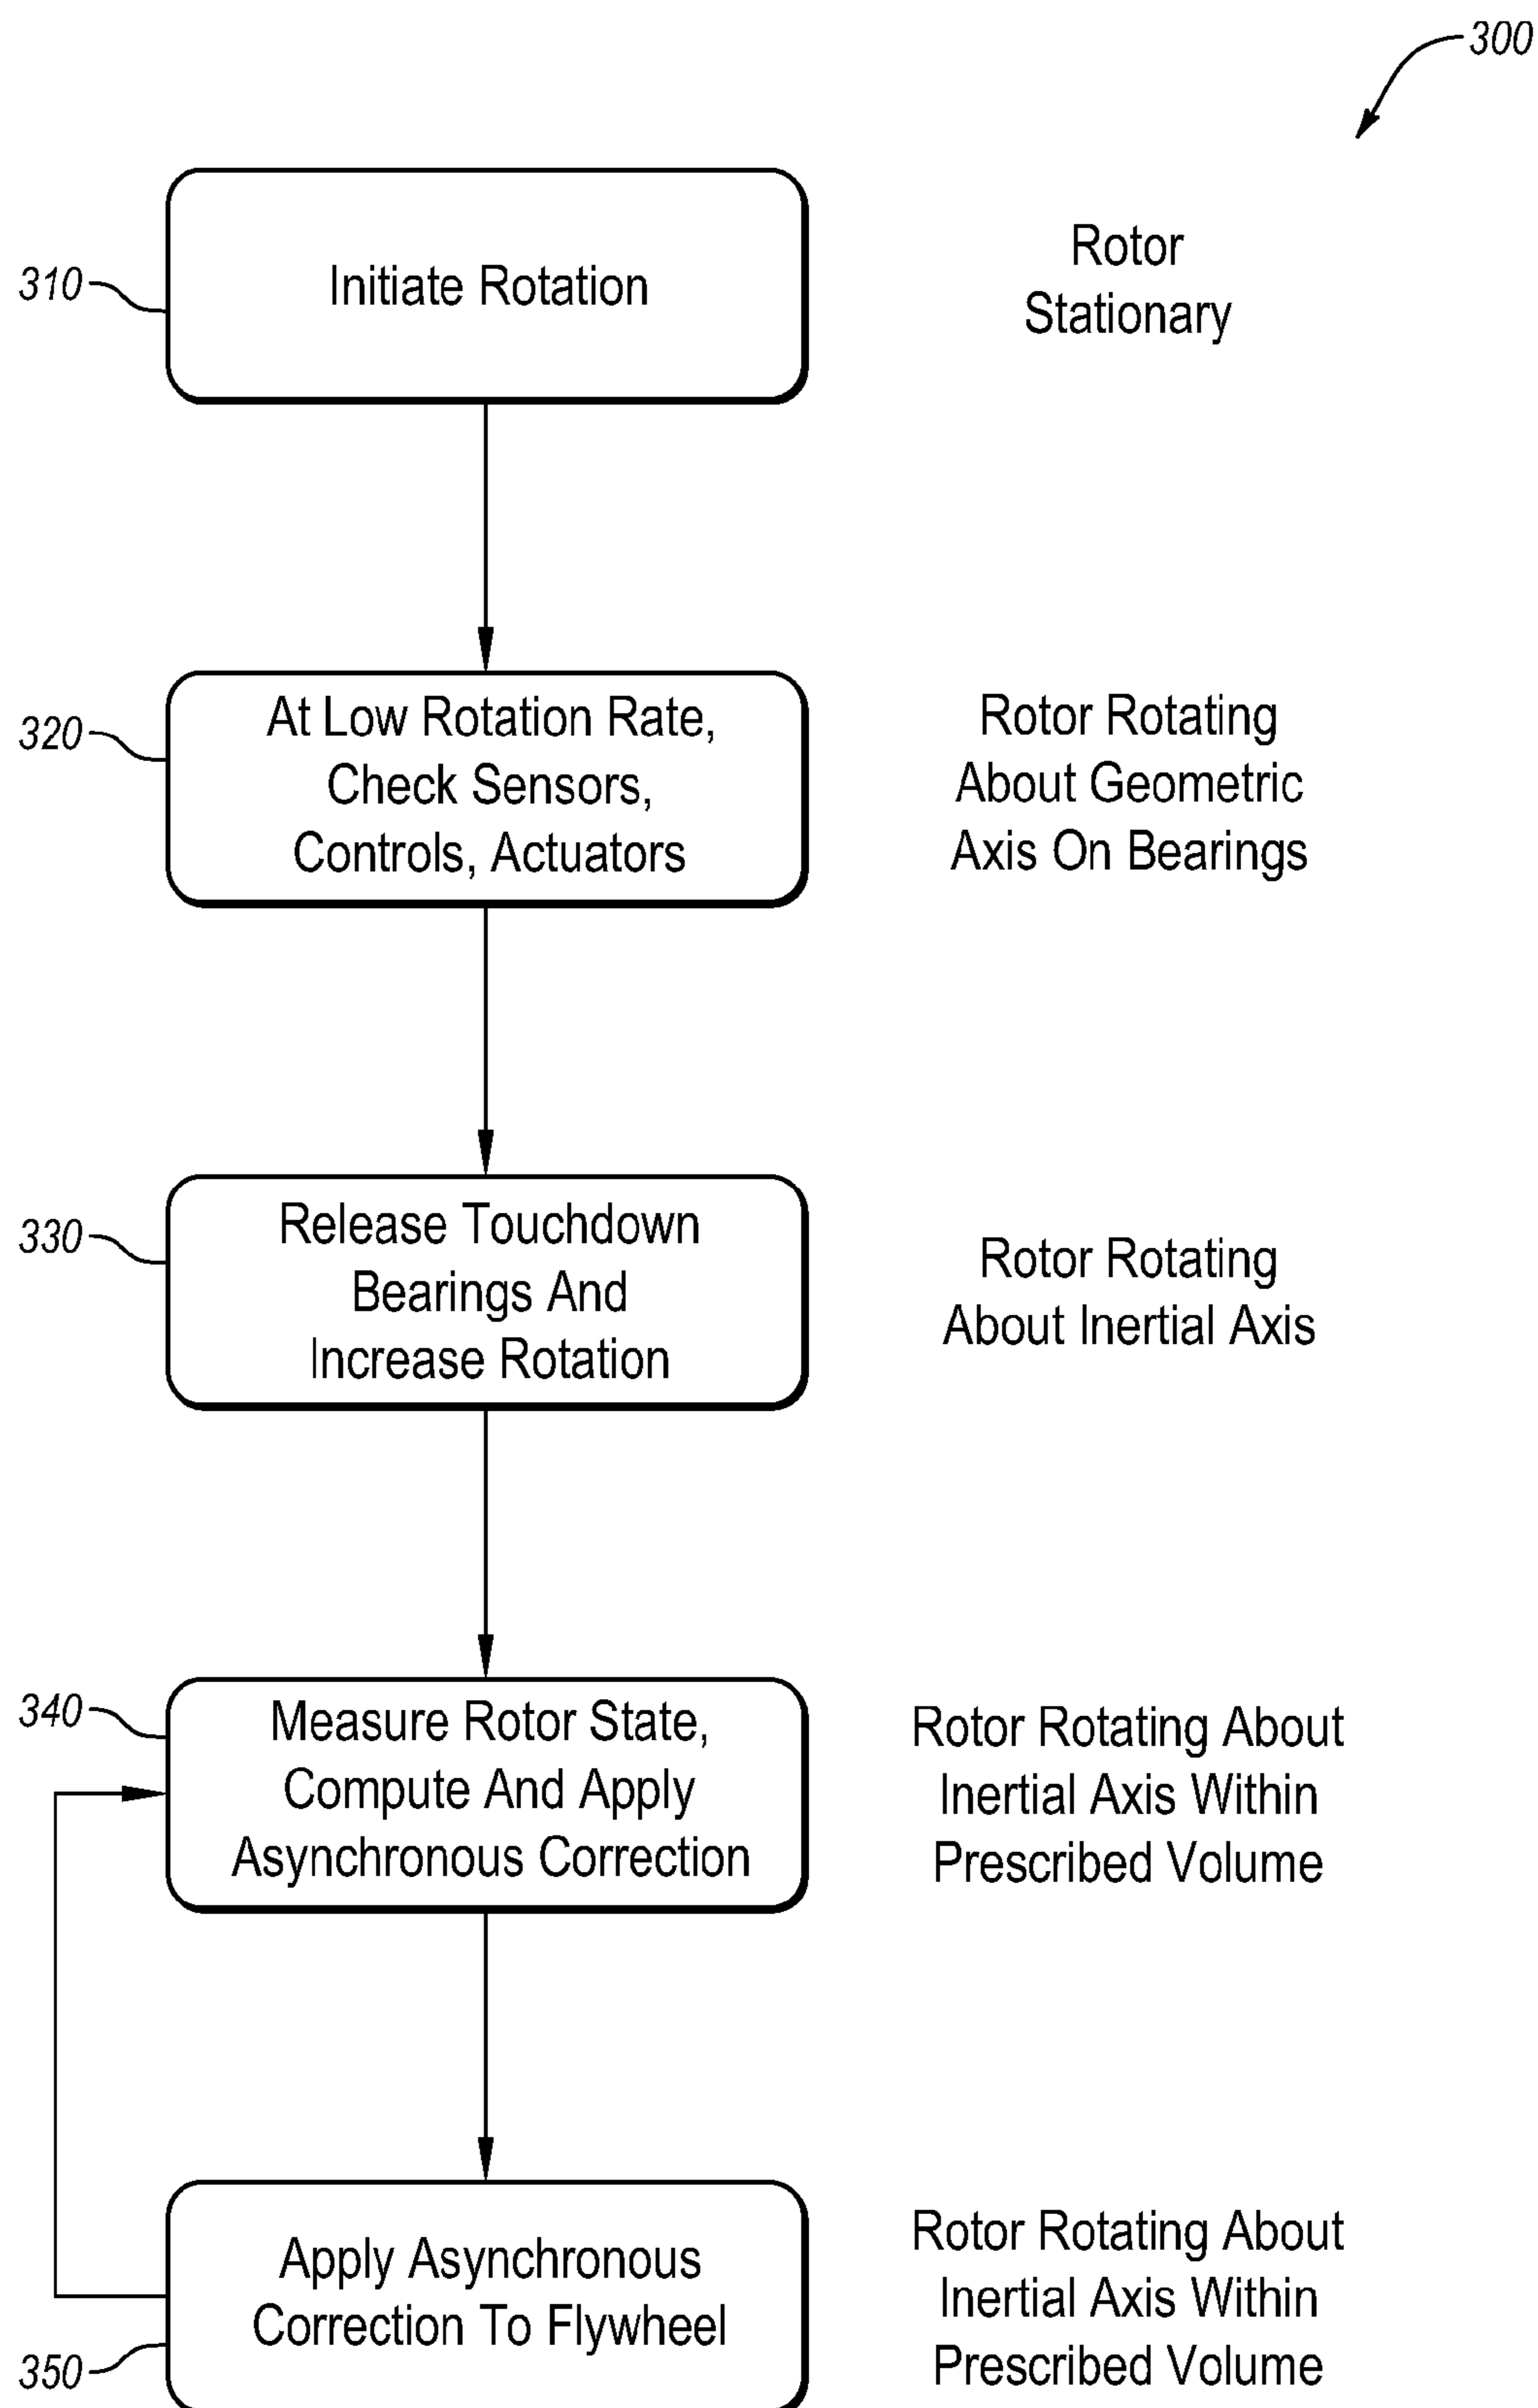 300
310
Initiate Rotation
Rotor
Stationary
320
At Low Rotation Rate,
Check Sensors,
Controls, Actuators
Rotor Rotating
About Geometric
Axis On Bearings
330
Release Touchdown
Bearings And
Increase Rotation
Rotor Rotating
About Inertial Axis
340
Measure Rotor State,
Compute And Apply
Asynchronous Correction
Rotor Rotating About
Inertial Axis Within
Prescribed Volume
350
Apply Asynchronous
Correction To Flywheel
Rotor Rotating About
Inertial Axis Within
Prescribed Volume